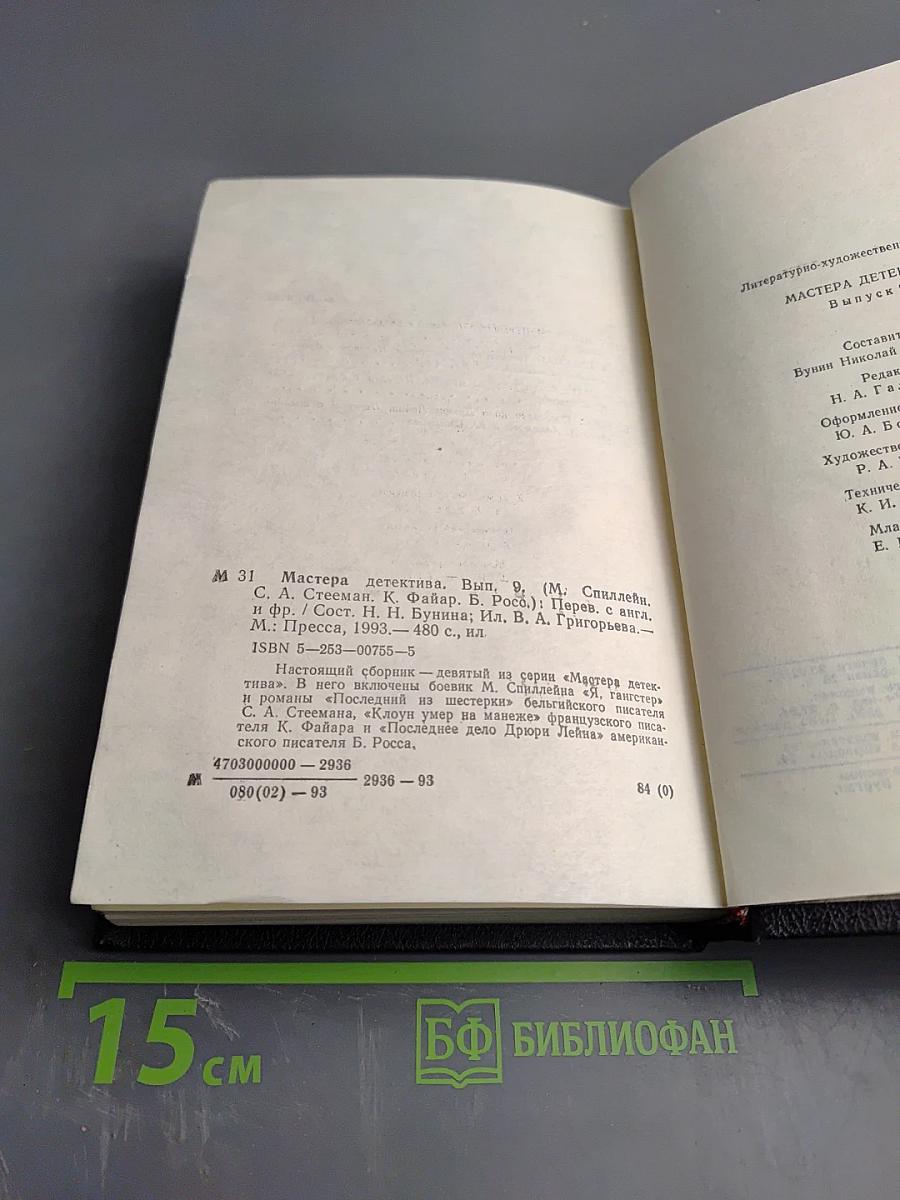 М 31 Мастера детектива. Вып. 9. (М. Спиллейн.
С. А. Стееман. К. Файар. Б. Росс.): Перев. с англ.
и фр. / Сост. Н. Н. Бунина; Ил. В. А. Григорьева.—
М.: Пресса, 1993.— 480 с., ил.
ISBN 5—253—00755—5
Настоящий сборник — девятый из серии «Мастера детек-
тива». В него включены боевик М. Спиллейна «Я, гангстер»
и романы «Последний из шестерки» бельгийского писателя
С. А. Стеемана, «Клоун умер на манеже» французского писа-
теля К. Файара и «Последнее дело Дрюри Лейна» американ-
ского писателя Б. Росса,
4703000000 — 2936
М 2936 — 93
080(02) — 93
84 (0)
Литературно-художествен
МАСТЕРА ДЕТЕ
Выпуск
Составит
Бунин Николай
Редак
Н. А. Га
Оформление
Ю. А. Бо
Художестве
Р. А.
Техниче
К. И.
Мла
Е.
15 см
БФ БИБЛИОФАН